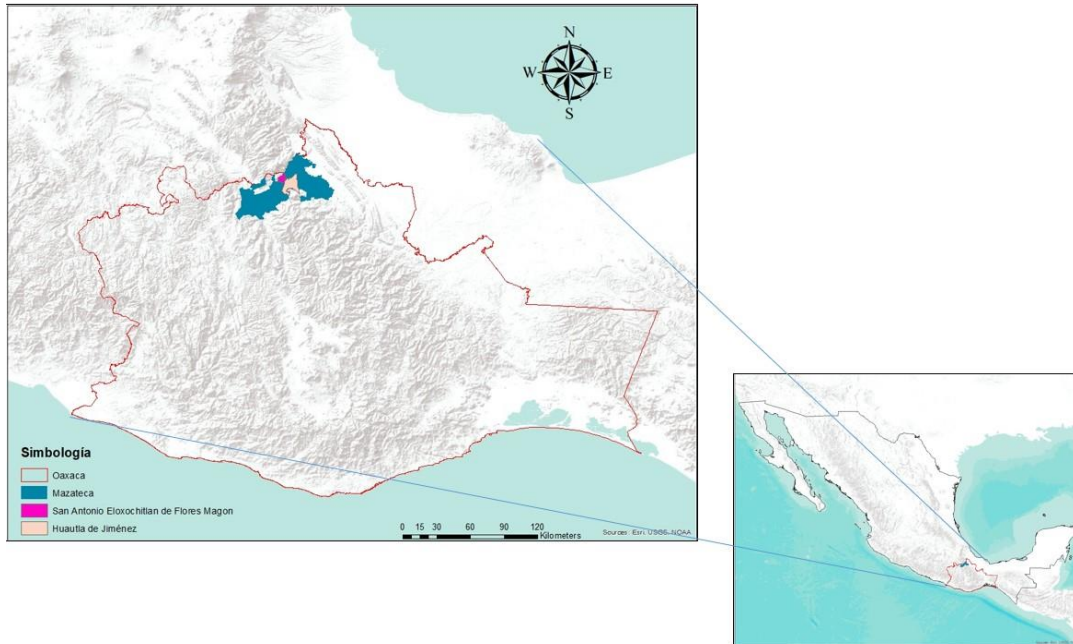 N
W E
S
Simbología
Oaxaca
Mazateca
San Antonio Eloxochitlan de Flores Magon
Huautla de Jiménez
0 15 30 60 90 120
Kilometers
Sources: Esri, USGS, NOAA